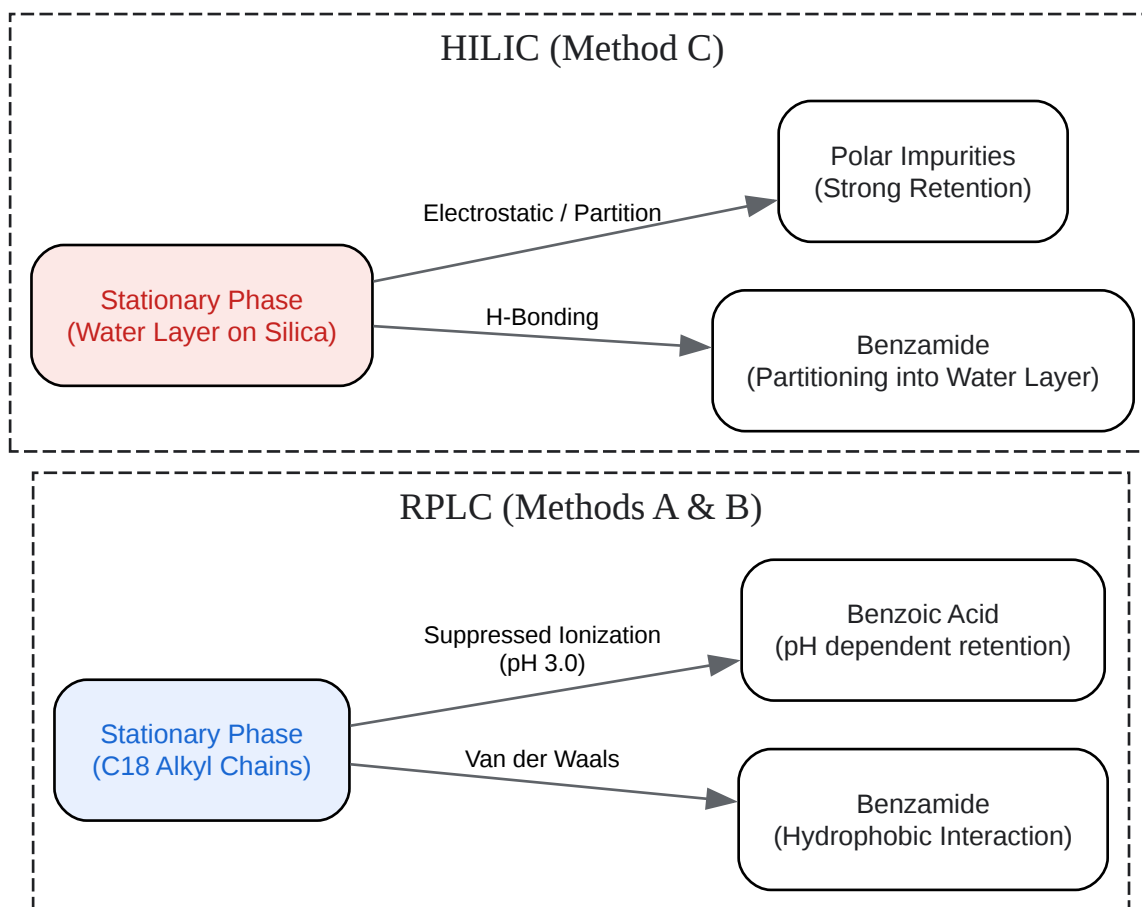 HILIC (Method C)
Polar Impurities
(Strong Retention)
Electrostatic / Partition
Stationary Phase
(Water Layer on Silica)
H-Bonding
Benzamide
(Partitioning into Water Layer)
RPLC (Methods A & B)
Benzoic Acid
(pH dependent retention)
Suppressed Ionization
(pH 3.0)
Stationary Phase
(C18 Alkyl Chains)
Van der Waals
Benzamide
(Hydrophobic Interaction)